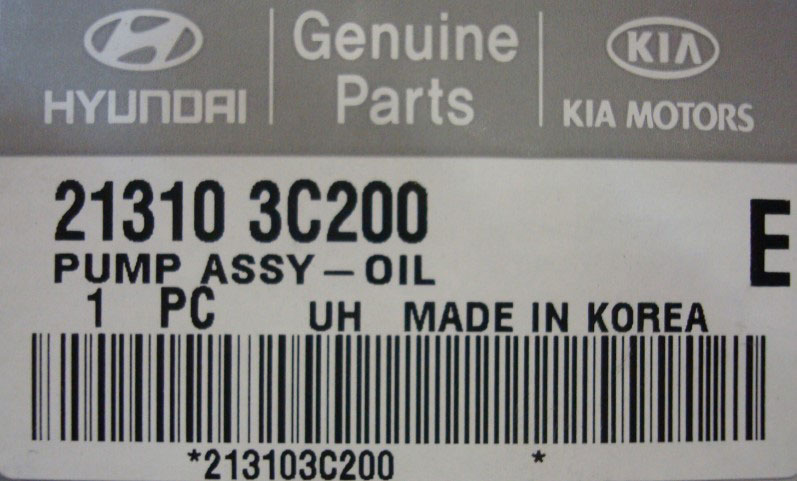 HYUNDAI
Genuine
Parts
KIA
KIA MOTORS
21310 3C200
E
PUMP ASSY – OIL
1 PC UH MADE IN KOREA
*213103C200 *